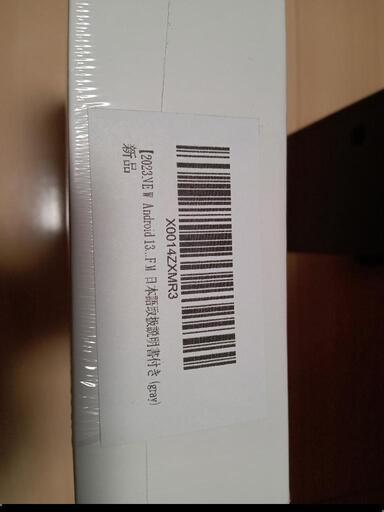 X0014ZXMR3
【2023NEW Android 13...FM 日本語取扱説明書付き (gray)
新品